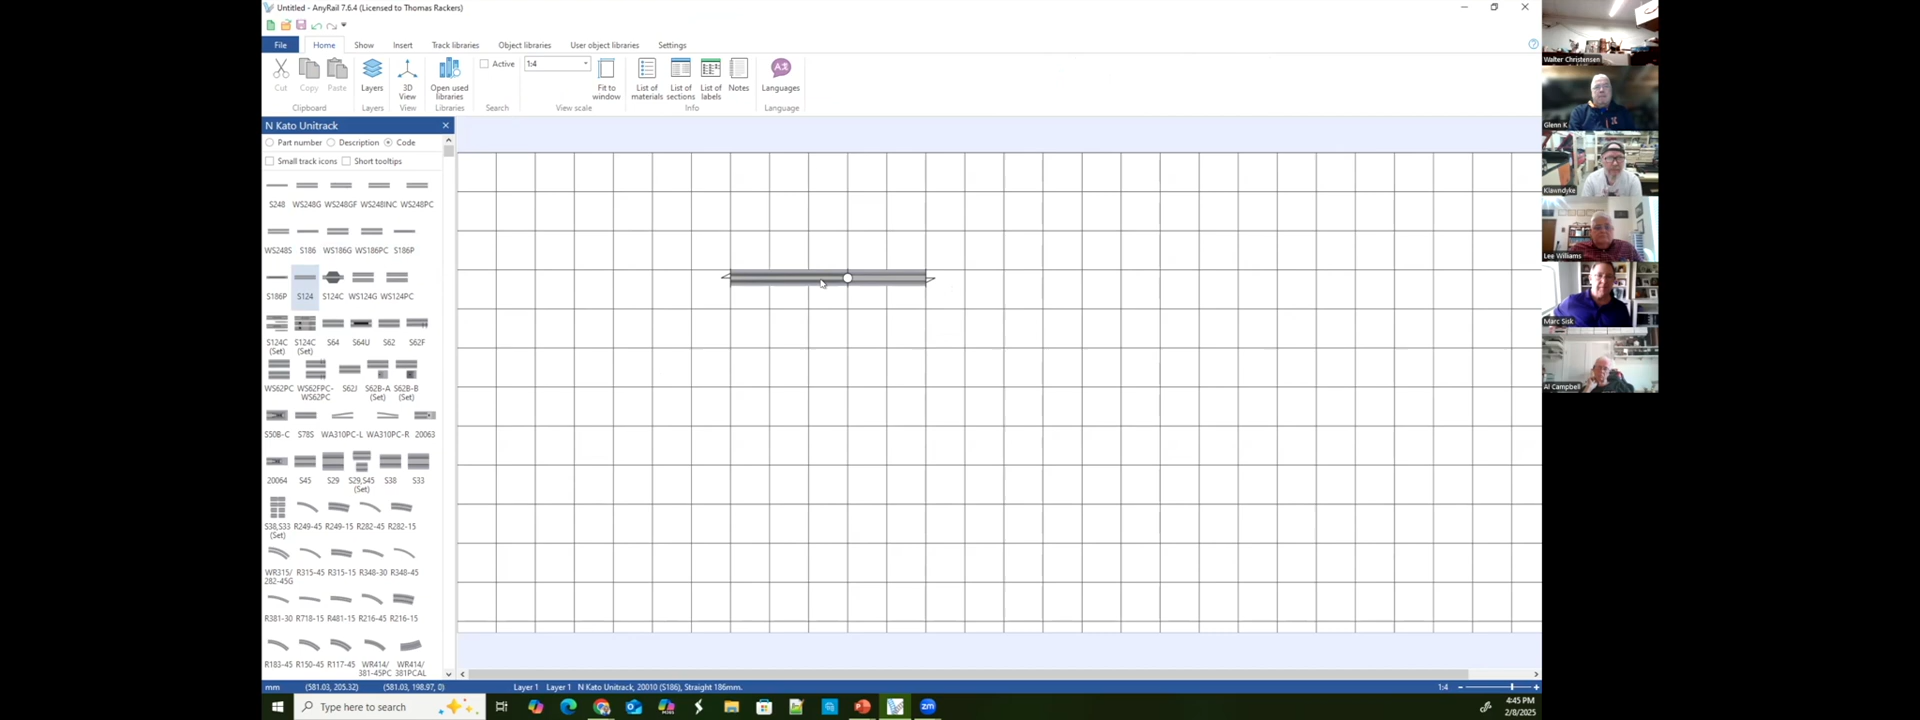 Untitled - AnyRail 7.6.4 (Licensed to Thomas Rackers)
File Home Show Insert Track libraries Object libraries User object libraries Settings
Cut Copy Paste Layers 3D View Open used libraries Active 1:4 Fit to window List of materials List of sections List of labels Notes Languages
Clipboard Layers View Libraries Search View scale Info Language
N Kato Unitrack
Part number Description Code
Small track icons Short tooltips
S248 WS248G WS248GF WS248INC WS248PC
WS248S S186 WS186G WS186PC S186P
S186P S124 S124C WS124G WS124PC
S124C (Set) S124C (Set) S64 S64U S62 S62F
WS62PC WS62FPC-WS62PC S62J S62B-A (Set) S62B-B (Set)
S50B-C S78S WA310PC-L WA310PC-R 20063
20064 S45 S29 S29,S45 (Set) S38 S33
S38,S33 (Set) R249-45 R249-15 R282-45 R282-15
WR315/282-45G R315-45 R315-15 R348-30 R348-45
R381-30 R718-15 R481-15 R216-45 R216-15
R183-45 R150-45 R117-45 WR414/381-45PC WR414/381PCAL
mm (581.03, 205.32) (581.03, 198.97, 0) Layer 1 Layer 1 N Kato Unitrack, 20010 (S186), Straight 186mm. 1:4
Type here to search
zm
4:45 PM
2/8/2025
Walter Christensen
Glenn K
Klawndyke
Lee Williams
Marc Sisk
Al Campbell